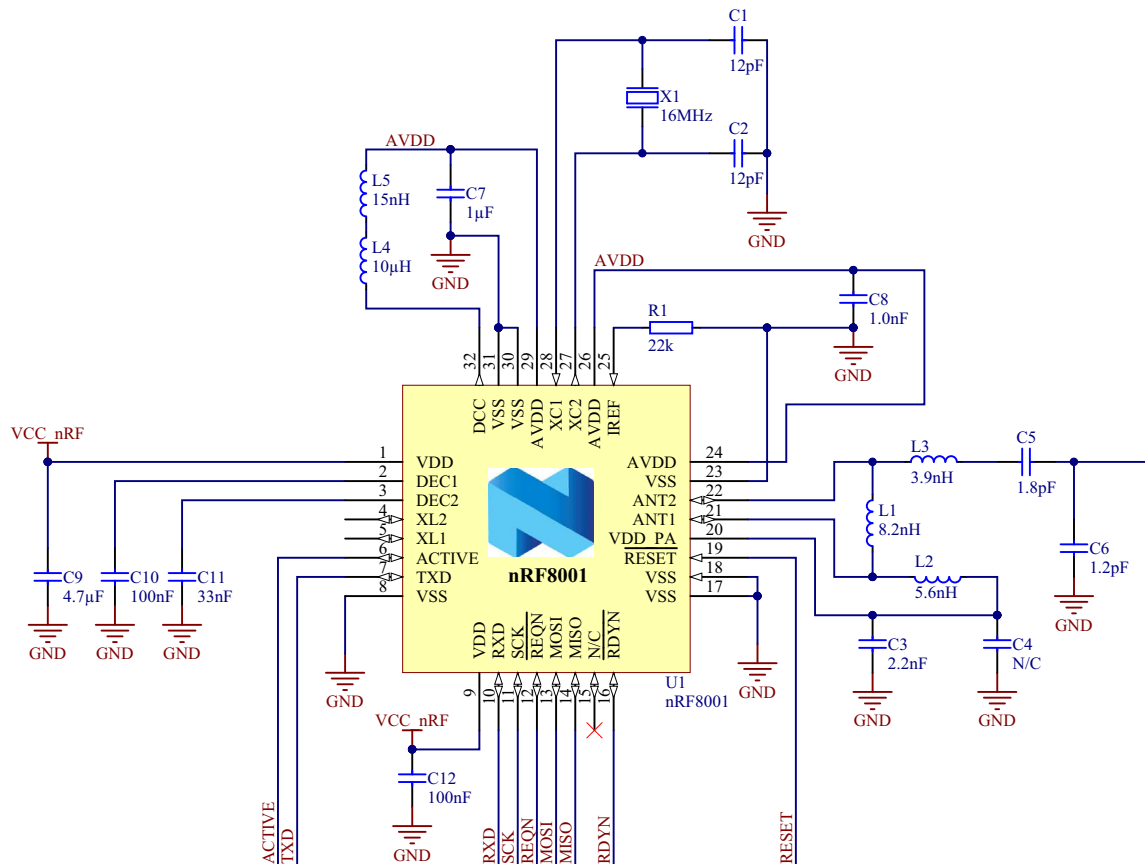 C1
12pF
X1
16MHz
C2
12pF
GND
AVDD
L5
15nH
C7
1µF
L4
10µH
GND
AVDD
C8
1.0nF
R1
22k
GND
32
31
30
29
28
27
26
25
DCC
VSS
VSS
AVDD
XC1
XC2
AVDD
IREF
VCC_nRF
1
VDD
2
DEC1
3
DEC2
4
XL2
5
XL1
6
ACTIVE
7
TXD
8
VSS
AVDD
24
VSS
23
ANT2
22
ANT1
21
VDD_PA
20
RESET
19
VSS
18
VSS
17
nRF8001
L3
3.9nH
C5
1.8pF
L1
8.2nH
L2
5.6nH
C6
1.2pF
GND
C9
4.7µF
GND
C10
100nF
GND
C11
33nF
GND
C3
2.2nF
GND
C4
N/C
GND
GND
GND
VDD
RXD
SCK
REQN
MOSI
MISO
N/C
RDYN
9
10
11
12
13
14
15
16
U1
nRF8001
VCC_nRF
C12
100nF
GND
ACTIVE
TXD
RXD
SCK
REQN
MOSI
MISO
RDYN
RESET